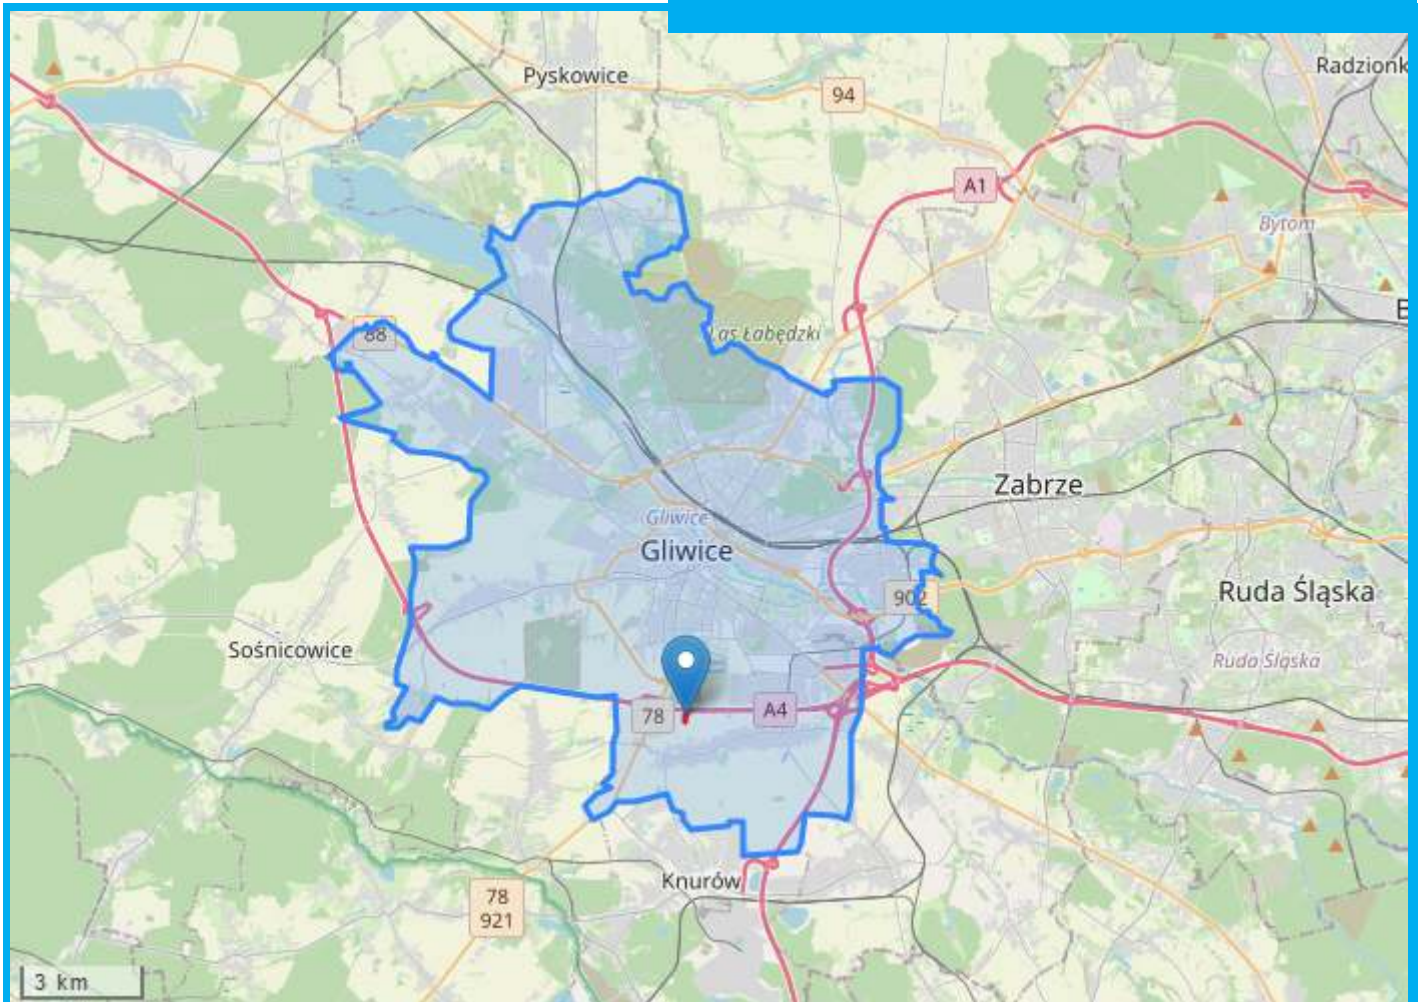 Pyskowice
Radzionk
94
A1
Bytom
88
Las Łabędzki
Zabrze
Gliwice
Gliwice
902
Ruda Śląska
Sośnicowice
Ruda Śląska
78
A4
Knurów
78
921
3 km